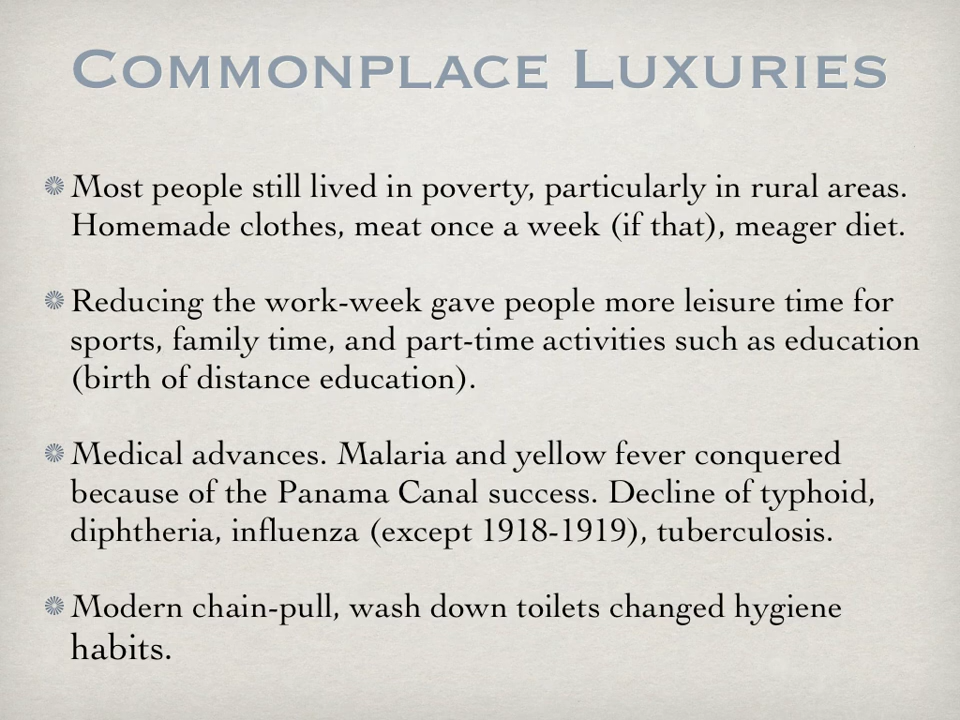 Commonplace Luxuries
Most people still lived in poverty, particularly in rural areas.
Homemade clothes, meat once a week (if that), meager diet.
Reducing the work-week gave people more leisure time for
sports, family time, and part-time activities such as education
(birth of distance education).
Medical advances. Malaria and yellow fever conquered
because of the Panama Canal success. Decline of typhoid,
diphtheria, influenza (except 1918-1919), tuberculosis.
Modern chain-pull, wash down toilets changed hygiene
habits.